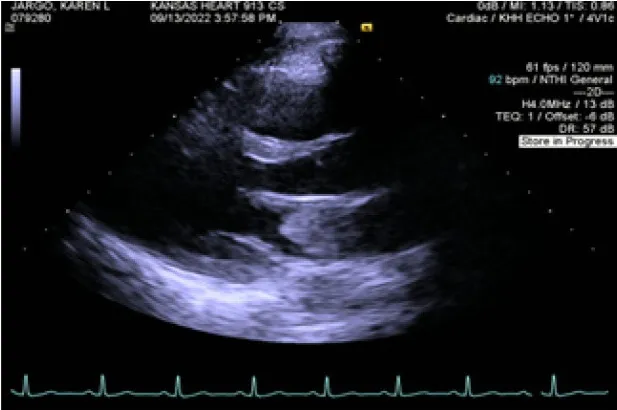 JARGO, KAREN L KANSAS HEART 913 CS 0dB / MI: 1.13 / TIS: 0.86
079280 09/13/2022 3:57:58 PM Cardiac / KHH ECHO 1* / 4V1c
61 fps / 120 mm
92 bpm / NTHI General
---2D---
H4.0MHz / 13 dB
TEQ: 1 / Offset: -6 dB
DR: 57 dB
Store in Progress